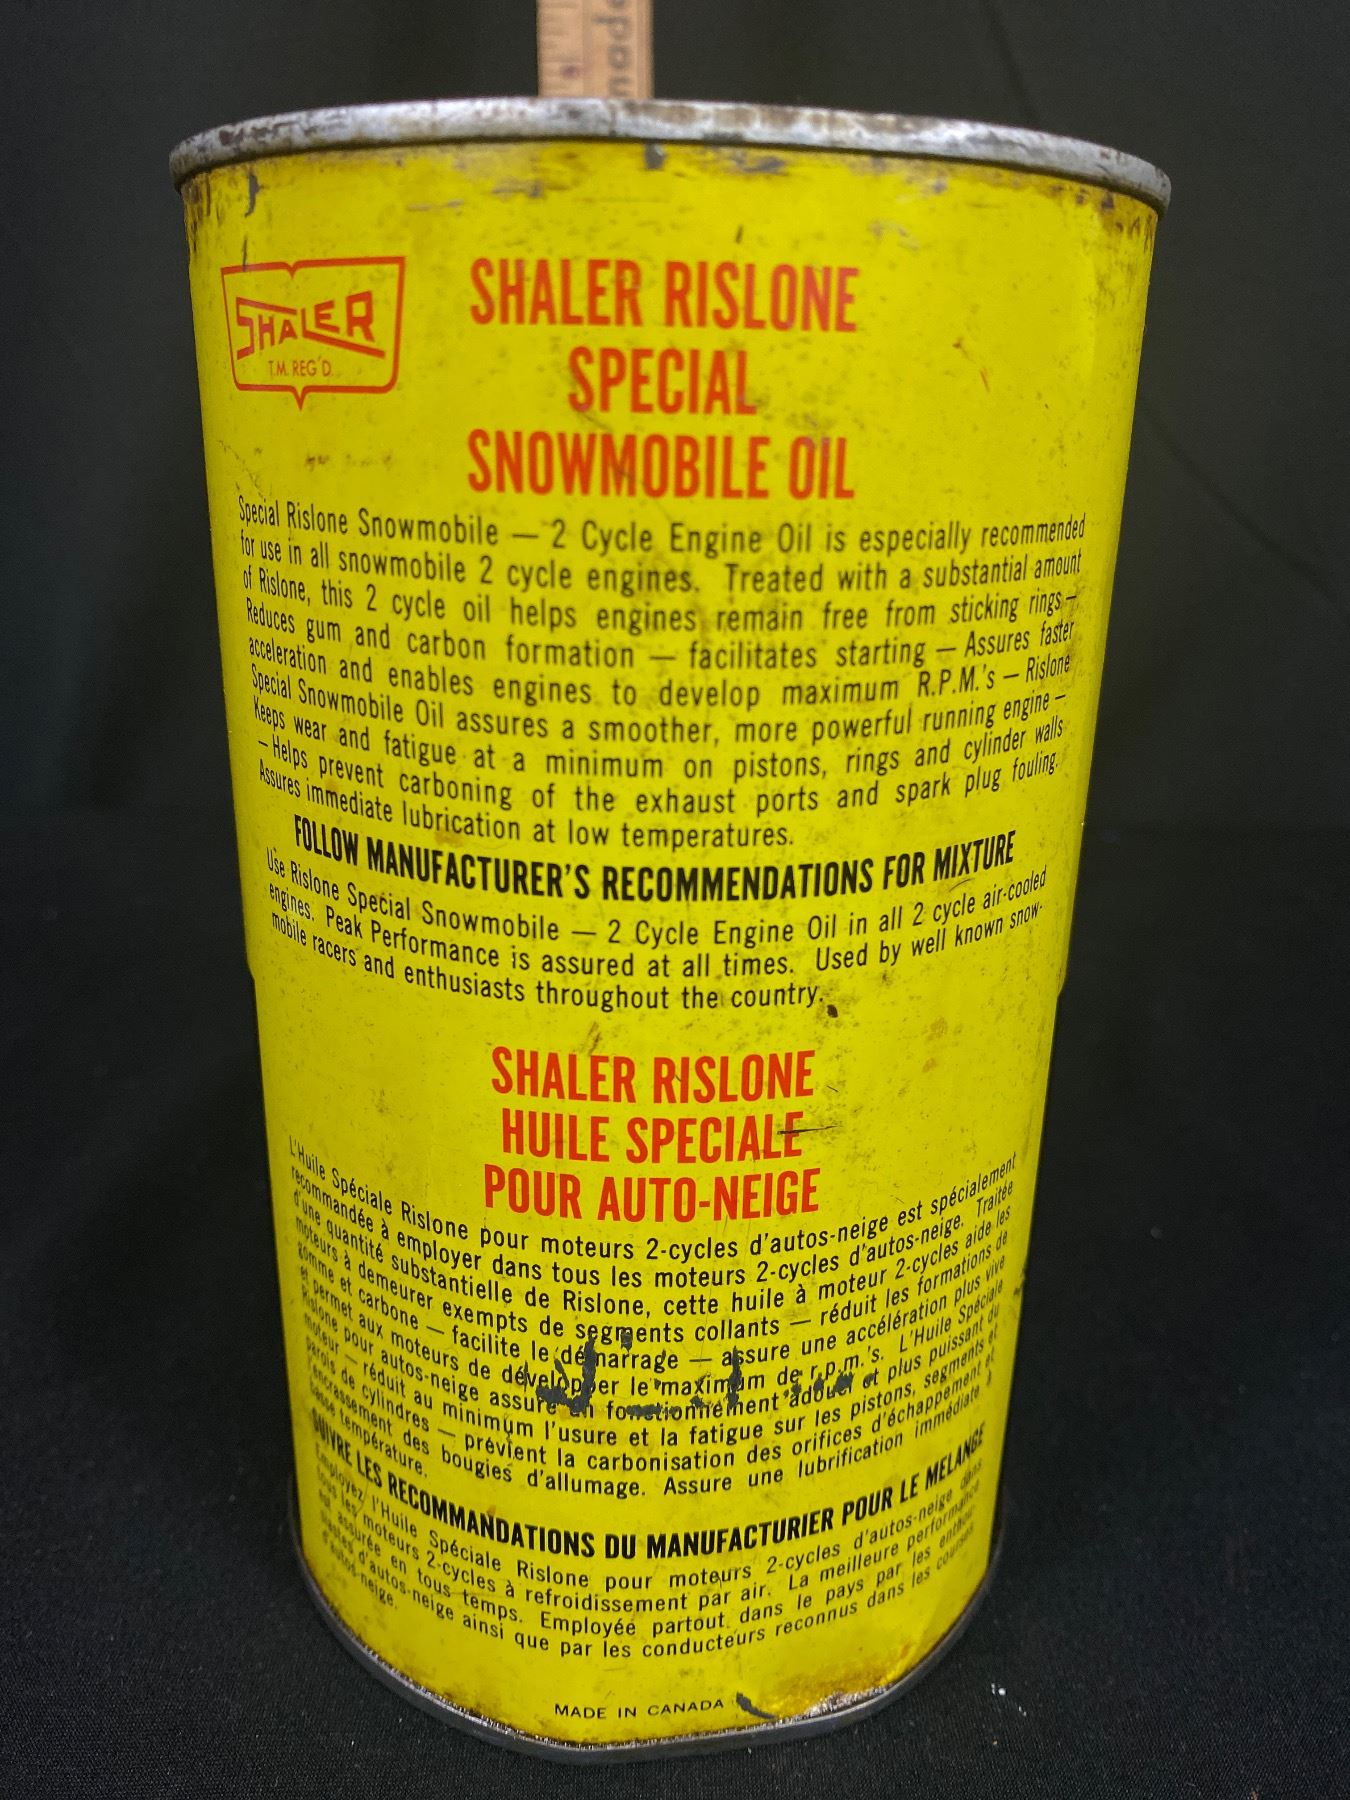 made
SHALER
T.M. REG'D.
SHALER RISLONE
SPECIAL
SNOWMOBILE OIL
Special Rislone Snowmobile — 2 Cycle Engine Oil is especially recommended
for use in all snowmobile 2 cycle engines. Treated with a substantial amount
of Rislone, this 2 cycle oil helps engines remain free from sticking rings —
Reduces gum and carbon formation — facilitates starting — Assures faster
acceleration and enables engines to develop maximum R.P.M.'s — Rislone
Special Snowmobile Oil assures a smoother, more powerful running engine —
Keeps wear and fatigue at a minimum on pistons, rings and cylinder walls
— Helps prevent carboning of the exhaust ports and spark plug fouling.
Assures immediate lubrication at low temperatures.
FOLLOW MANUFACTURER'S RECOMMENDATIONS FOR MIXTURE
Use Rislone Special Snowmobile — 2 Cycle Engine Oil in all 2 cycle air-cooled
engines. Peak Performance is assured at all times. Used by well known snow-
mobile racers and enthusiasts throughout the country.
SHALER RISLONE
HUILE SPECIALE
POUR AUTO-NEIGE
L'Huile Spéciale Rislone pour moteurs 2-cycles d'autos-neige est spécialement
recommandée à employer dans tous les moteurs 2-cycles d'autos-neige. Traitée
d'une quantité substantielle de Rislone, cette huile à moteur 2-cycles aide les
moteurs à demeurer exempts de segments collants — réduit les formations de
gomme et carbone — facilite le démarrage — assure une accélération plus vive
et permet aux moteurs de développer le maximum de r.p.m.'s. L'Huile Spéciale
Rislone pour autos-neige assure un fonctionnement adouci et plus puissant du
moteur — réduit au minimum l'usure et la fatigue sur les pistons, segments et
parois de cylindres — prévient la carbonisation des orifices d'échappement et
l'encrassement des bougies d'allumage. Assure une lubrification immédiate à
basse température.
SUIVRE LES RECOMMANDATIONS DU MANUFACTURIER POUR LE MELANGE
Employez l'Huile Spéciale Rislone pour moteurs 2-cycles d'autos-neige dans
tous les moteurs 2-cycles à refroidissement par air. La meilleure performance
est assurée en tous temps. Employée partout dans le pays par les enthou-
siastes d'autos-neige ainsi que par les conducteurs reconnus dans les courses
d'autos-neige.
MADE IN CANADA